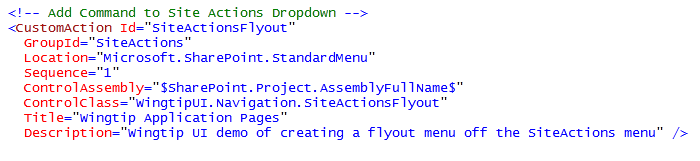 <!-- Add Command to Site Actions Dropdown -->
<CustomAction Id="SiteActionsFlyout"
GroupId="SiteActions"
Location="Microsoft.SharePoint.StandardMenu"
Sequence="1"
ControlAssembly="$SharePoint.Project.AssemblyFullName$"
ControlClass="WingtipUI.Navigation.SiteActionsFlyout"
Title="Wingtip Application Pages"
Description="Wingtip UI demo of creating a flyout menu off the SiteActions menu" />